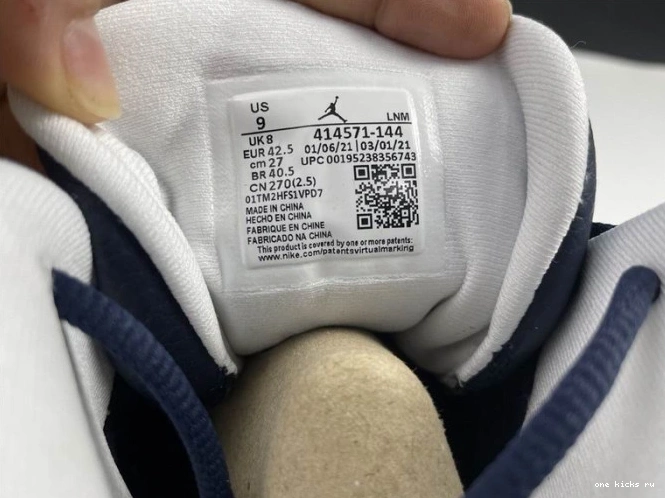 US
9
LNM
UK 8
414571-144
EUR 42.5
01/06/21 | 03/01/21
cm 27
UPC 00195238356743
BR 40.5
CN 270(2.5)
01TM2HFS1VPD7
MADE IN CHINA
HECHO EN CHINA
FABRIQUE EN CHINE
FABRICADO NA CHINA
This product is covered by one or more patents:
www.nike.com/patentsvirtualmarking
one kicks ru